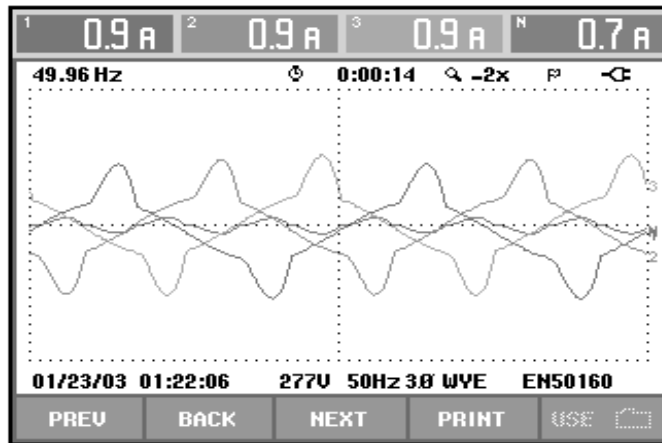 1 0.9 A 2 0.9 A 3 0.9 A N 0.7 A
49.96 Hz 0:00:14 -2x
3
N
2
01/23/03 01:22:06 277V 50Hz 3Ø WYE EN50160
PREV BACK NEXT PRINT USE